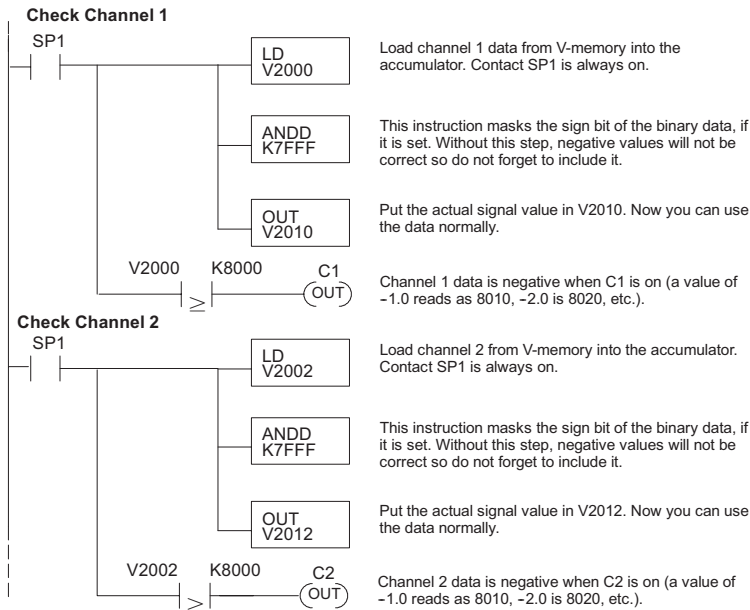 Check Channel 1
SP1
LD
V2000
Load channel 1 data from V-memory into the
accumulator. Contact SP1 is always on.
ANDD
K7FFF
This instruction masks the sign bit of the binary data, if
it is set. Without this step, negative values will not be
correct so do not forget to include it.
OUT
V2010
Put the actual signal value in V2010. Now you can use
the data normally.
V2000 K8000 C1
≥
OUT
Channel 1 data is negative when C1 is on (a value of
-1.0 reads as 8010, -2.0 is 8020, etc.).
Check Channel 2
SP1
LD
V2002
Load channel 2 from V-memory into the accumulator.
Contact SP1 is always on.
ANDD
K7FFF
This instruction masks the sign bit of the binary data, if
it is set. Without this step, negative values will not be
correct so do not forget to include it.
OUT
V2012
Put the actual signal value in V2012. Now you can use
the data normally.
V2002 K8000 C2
≥
OUT
Channel 2 data is negative when C2 is on (a value of
-1.0 reads as 8010, -2.0 is 8020, etc.).